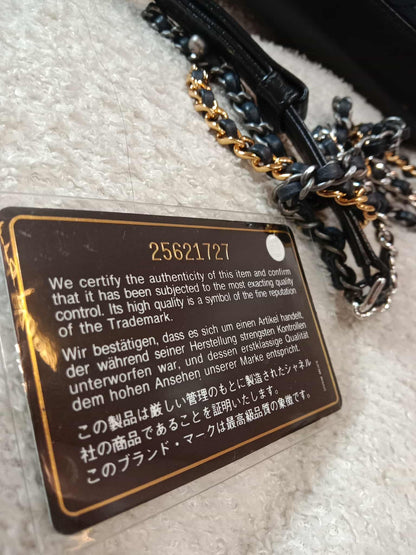 25621727
We certify the authenticity of this item and confirm
that it has been subjected to the most exacting quality
control. Its high quality is a symbol of the fine reputation
of the Trademark.
Wir bestätigen, dass es sich um einen Artikel handelt,
der während seiner Herstellung strengsten Kontrollen
unterworfen war, und dessen erstklassige Qualität
dem hohen Ansehen unserer Marke entspricht.
この製品は厳しい管理のもとに製造されたシャネル
社の商品であることを証明いたします。
このブランド・マークは最高級品質の象徴です。